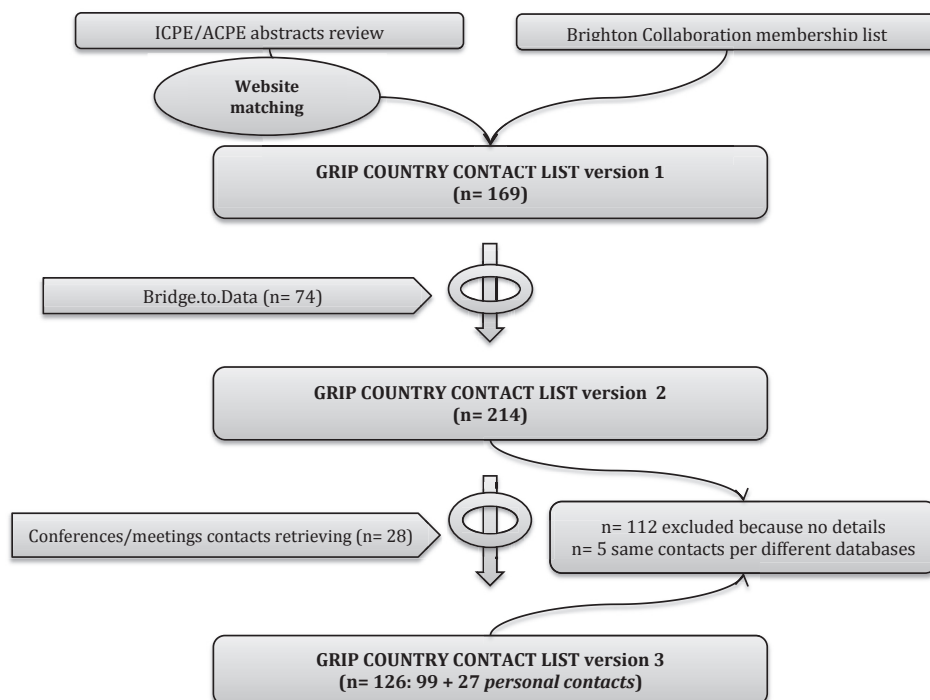 ICPE/ACPE abstracts review
Brighton Collaboration membership list
Website
matching
GRIP COUNTRY CONTACT LIST version 1
(n= 169)
Bridge.to.Data (n= 74)
GRIP COUNTRY CONTACT LIST version 2
(n= 214)
Conferences/meetings contacts retrieving (n= 28)
n= 112 excluded because no details
n= 5 same contacts per different databases
GRIP COUNTRY CONTACT LIST version 3
(n= 126: 99 + 27 personal contacts)